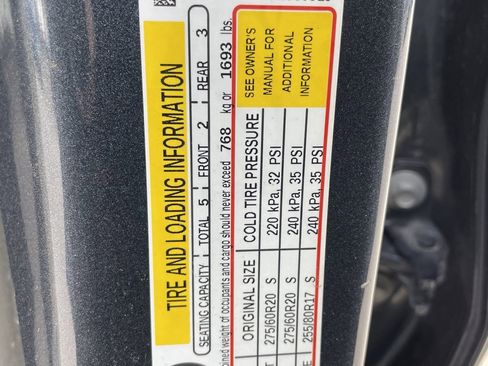 TIRE AND LOADING INFORMATION
SEATING CAPACITY TOTAL 5 FRONT 2 REAR 3
bined weight of occupants and cargo should never exceed 768 kg or 1693 lbs.
ORIGINAL SIZE COLD TIRE PRESSURE SEE OWNER'S
275/60R20 S 220 kPa, 32 PSI MANUAL FOR
275/60R20 S 240 kPa, 35 PSI ADDITIONAL
255/80R17 S 240 kPa, 35 PSI INFORMATION